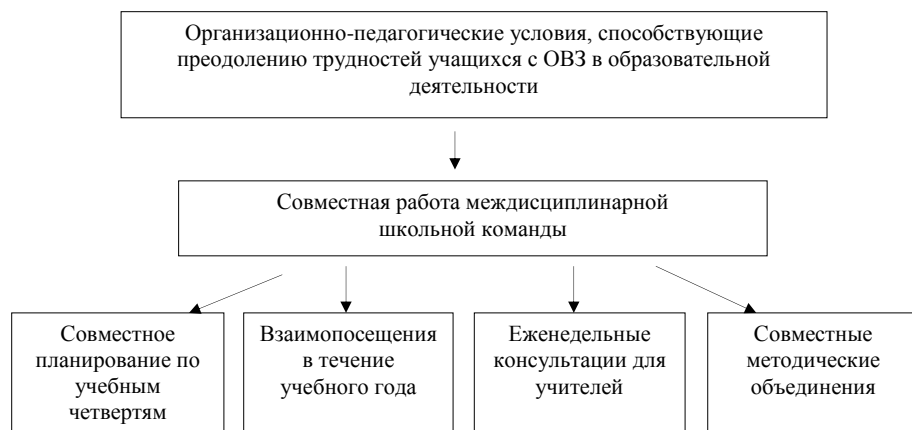 Организационно-педагогические условия, способствующие
преодолению трудностей учащихся с ОВЗ в образовательной
деятельности
Совместная работа междисциплинарной
школьной команды
Совместное
планирование по
учебным
четвертям
Взаимопосещения
в течение
учебного года
Еженедельные
консультации для
учителей
Совместные
методические
объединения